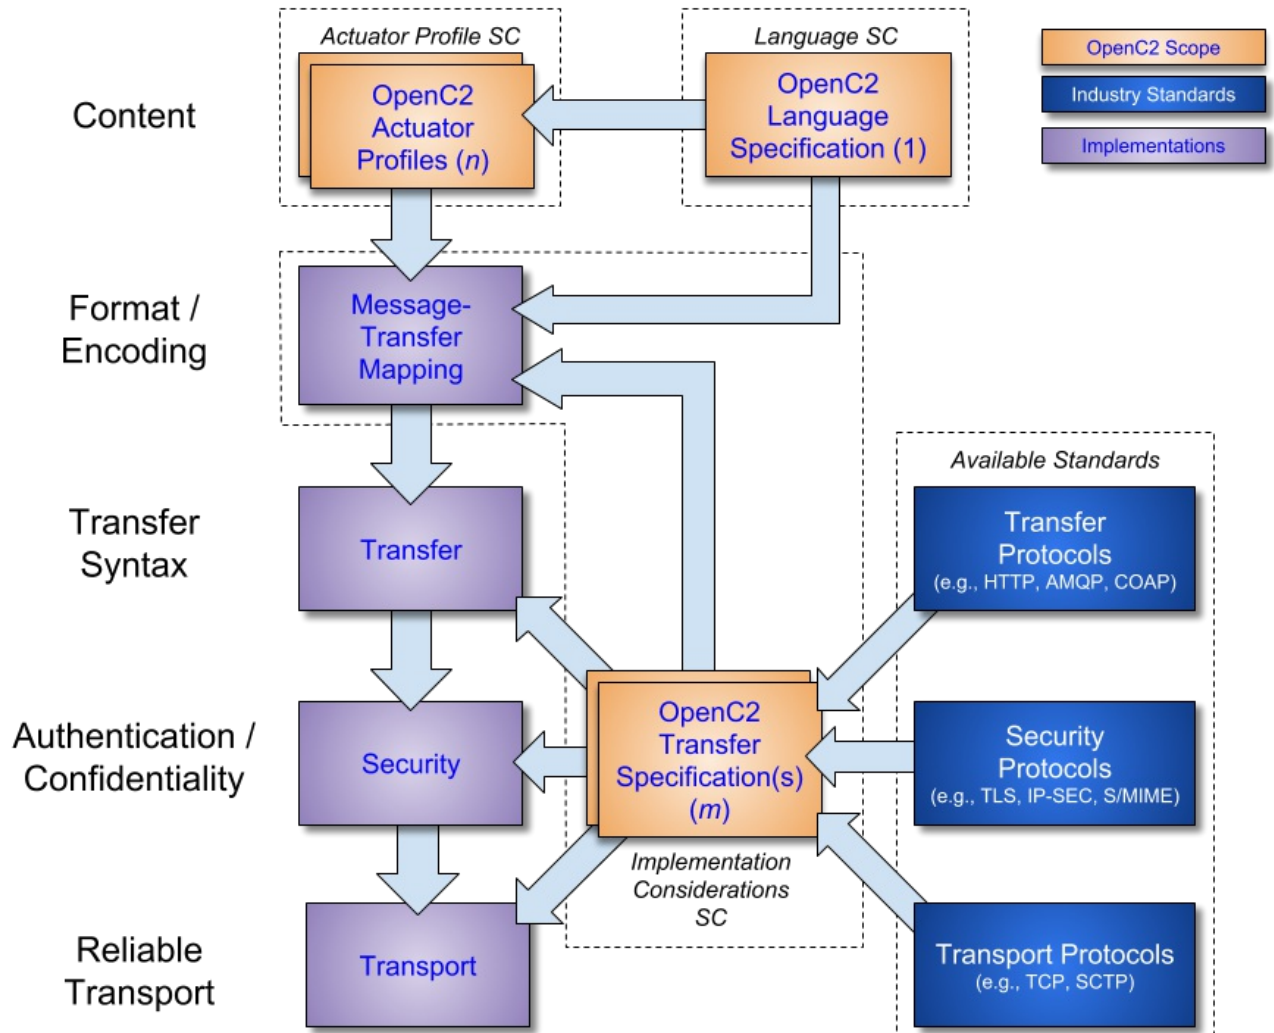 Actuator Profile SC
Language SC
OpenC2 Scope
Industry Standards
Implementations
Content
OpenC2
Actuator
Profiles (n)
OpenC2
Language
Specification (1)
Format /
Encoding
Message-
Transfer
Mapping
Transfer
Syntax
Transfer
Available Standards
Transfer
Protocols
(e.g., HTTP, AMQP, COAP)
Authentication /
Confidentiality
Security
OpenC2
Transfer
Specification(s)
(m)
Security
Protocols
(e.g., TLS, IP-SEC, S/MIME)
Implementation
Considerations
SC
Reliable
Transport
Transport
Transport Protocols
(e.g., TCP, SCTP)